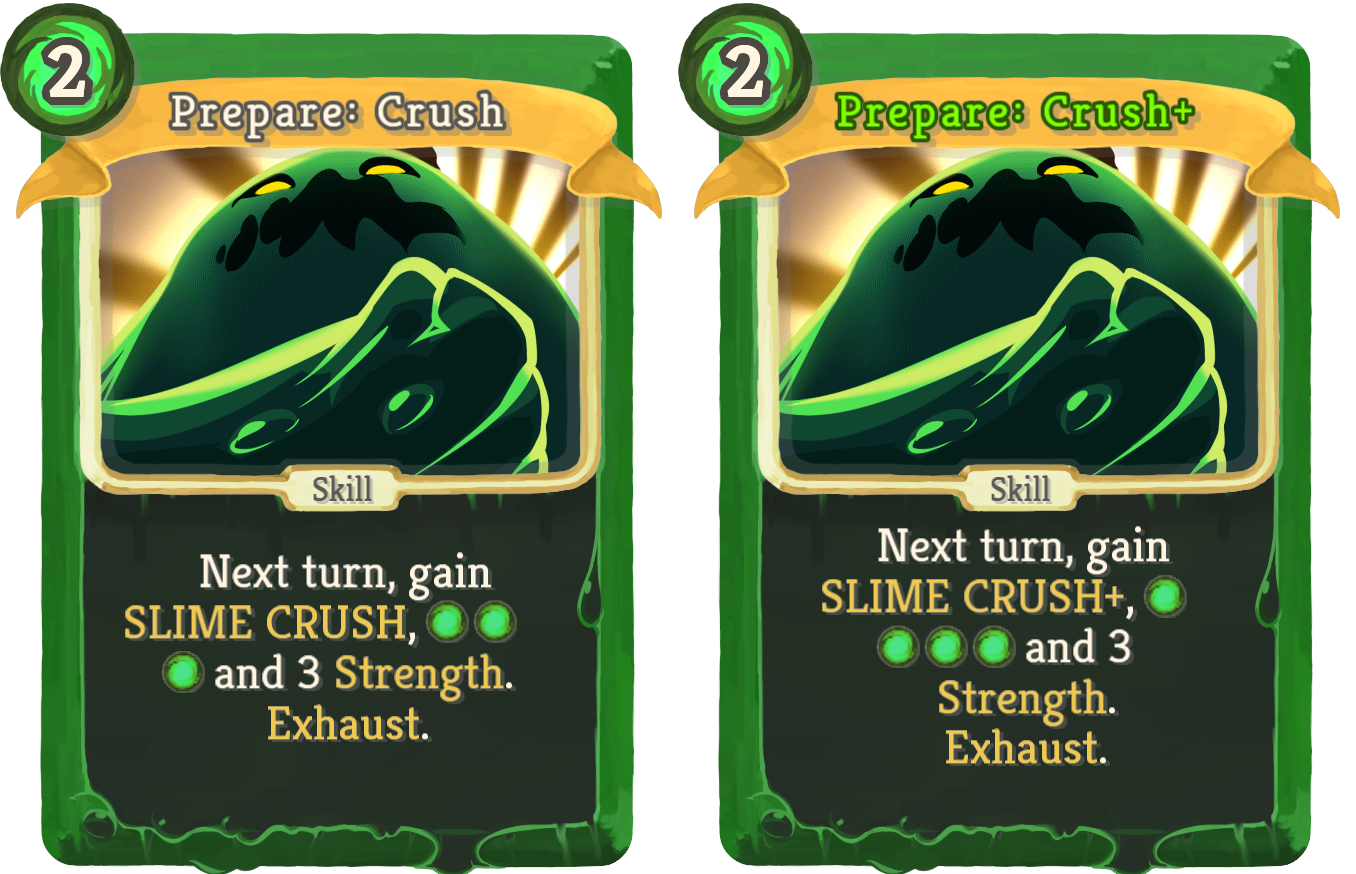 2
Prepare: Crush
Skill
Next turn, gain
SLIME CRUSH,
and 3 Strength.
Exhaust.
2
Prepare: Crush+
Skill
Next turn, gain
SLIME CRUSH+,
and 3
Strength.
Exhaust.